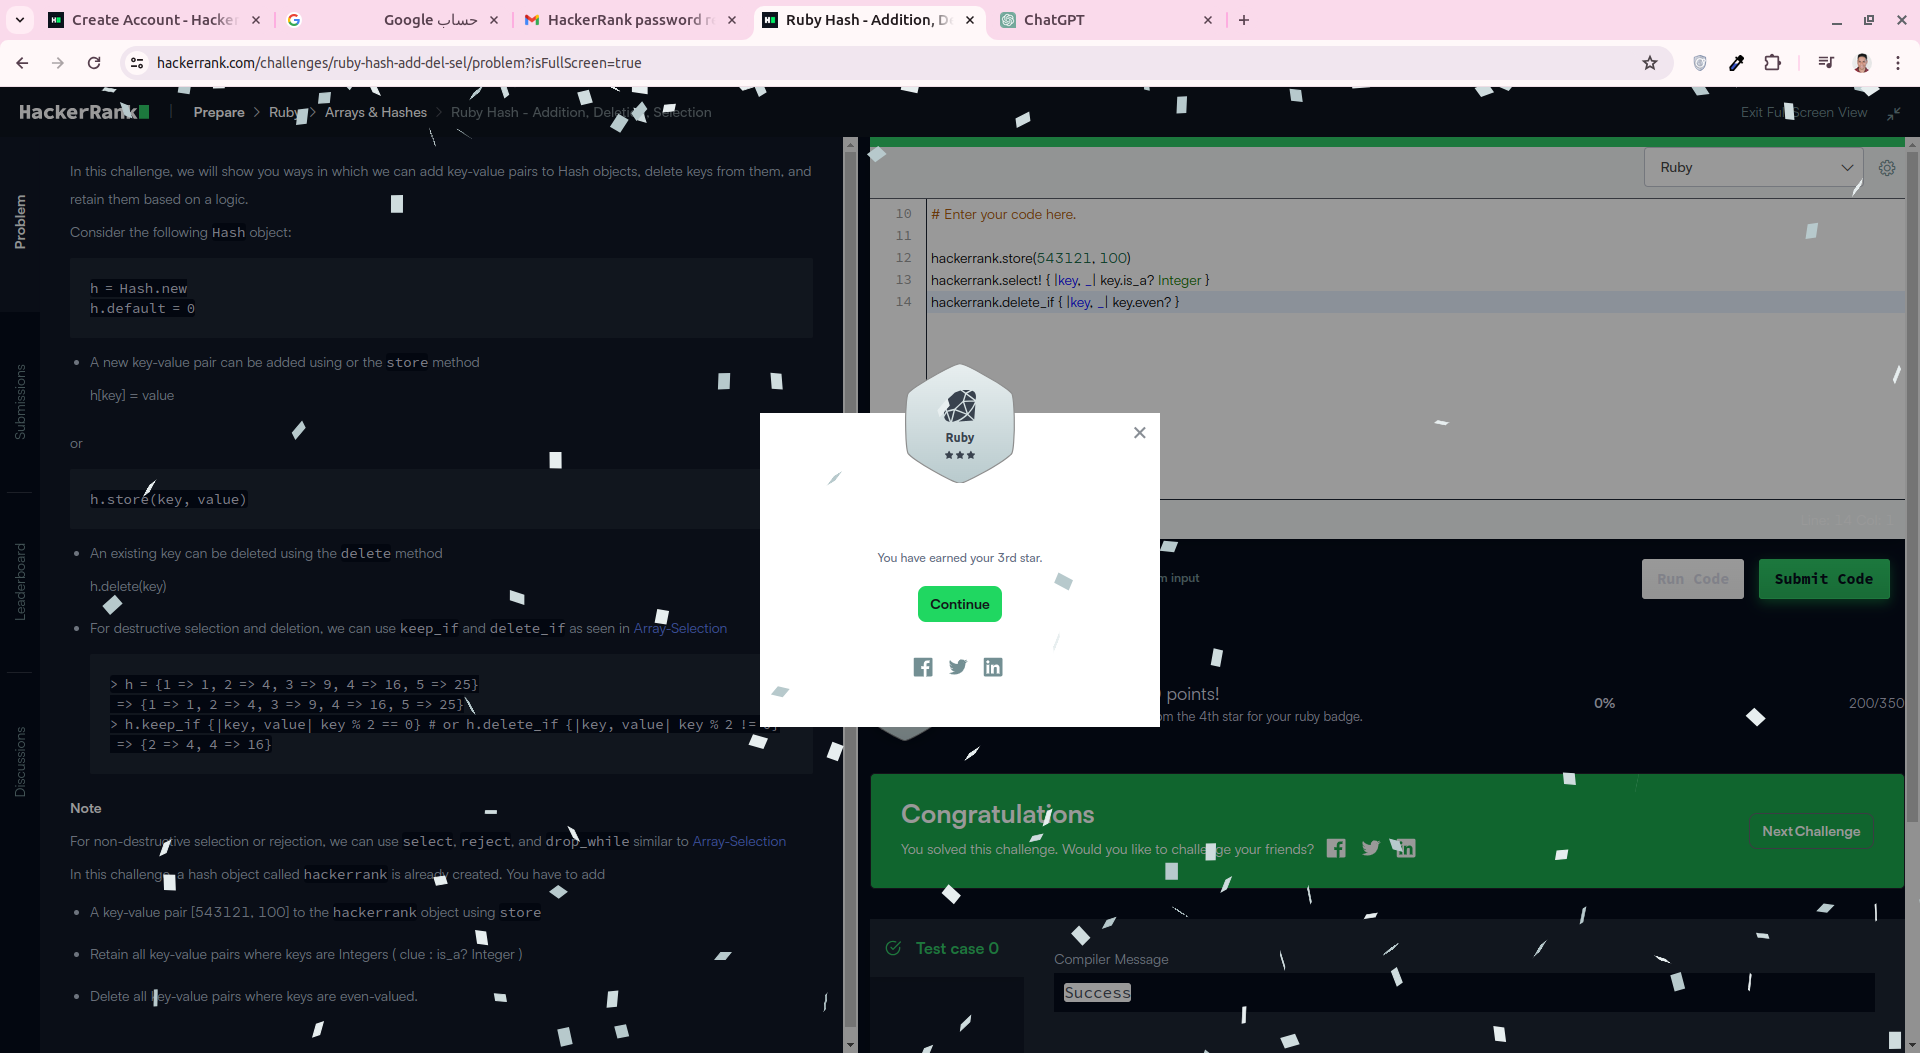 Create Account - Hacker
حساب Google
HackerRank password r
Ruby Hash - Addition, D
ChatGPT
hackerrank.com/challenges/ruby-hash-add-del-sel/problem?isFullScreen=true
HackerRank
Prepare > Ruby > Arrays & Hashes > Ruby Hash - Addition, Deletion, Selection
Exit Full Screen View
Problem
Submissions
Leaderboard
Discussions
In this challenge, we will show you ways in which we can add key-value pairs to Hash objects, delete keys from them, and
retain them based on a logic.
Consider the following Hash object:
h = Hash.new
h.default = 0
• A new key-value pair can be added using or the store method
h[key] = value
or
h.store(key, value)
• An existing key can be deleted using the delete method
h.delete(key)
• For destructive selection and deletion, we can use keep_if and delete_if as seen in Array-Selection
> h = {1 => 1, 2 => 4, 3 => 9, 4 => 16, 5 => 25}
=> {1 => 1, 2 => 4, 3 => 9, 4 => 16, 5 => 25}
> h.keep_if {|key, value| key % 2 == 0} # or h.delete_if {|key, value| key % 2 !=
=> {2 => 4, 4 => 16}
Note
For non-destructive selection or rejection, we can use select, reject, and drop_while similar to Array-Selection
In this challenge, a hash object called hackerrank is already created. You have to add
• A key-value pair [543121, 100] to the hackerrank object using store
• Retain all key-value pairs where keys are Integers ( clue : is_a? Integer )
• Delete all key-value pairs where keys are even-valued.
Ruby
10 # Enter your code here.
11
12 hackerrank.store(543121, 100)
13 hackerrank.select! { |key, _| key.is_a? Integer }
14 hackerrank.delete_if { |key, _| key.even? }
Ruby
★★★
You have earned your 3rd star.
Continue
input
Run Code
Submit Code
points!
the 4th star for your ruby badge.
0%
200/350
Congratulations
You solved this challenge. Would you like to challenge your friends?
Next Challenge
Test case 0
Compiler Message
Success